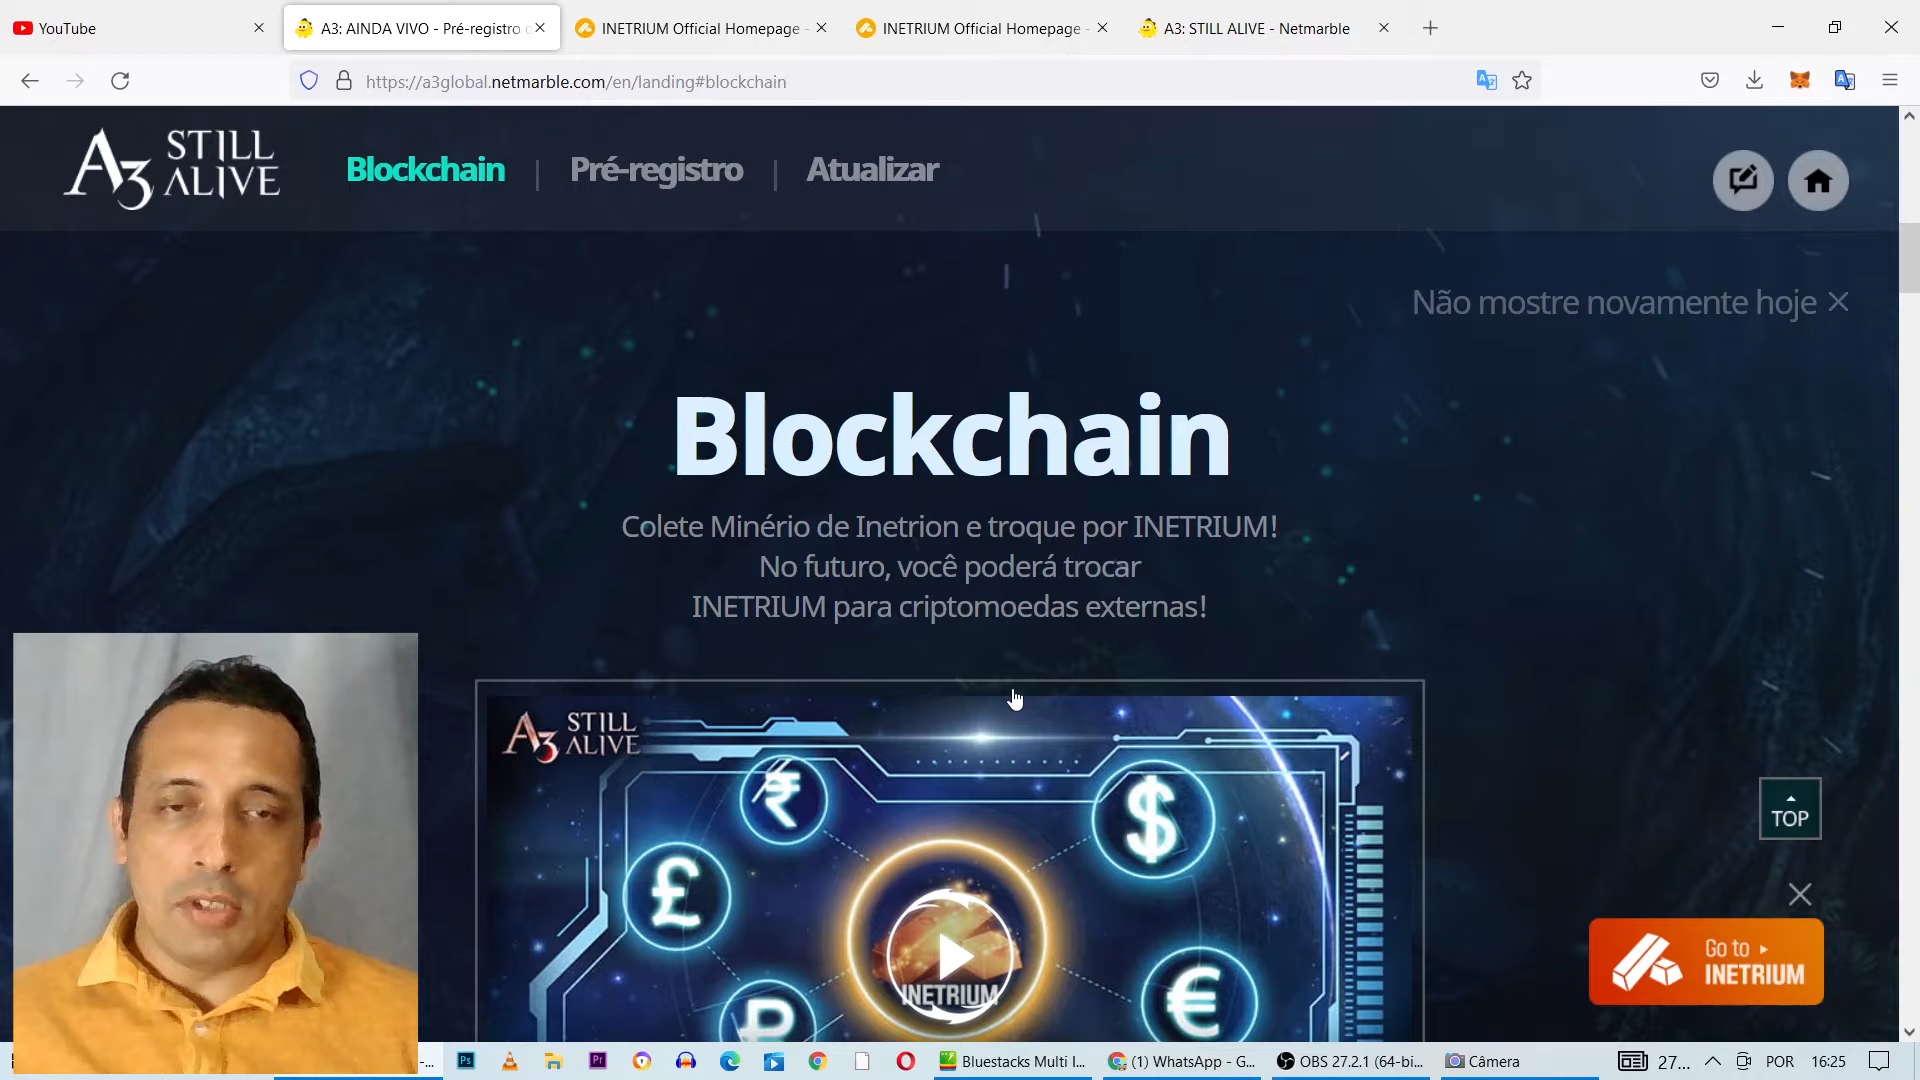 YouTube
A3: AINDA VIVO - Pré-registro
INETRIUM Official Homepage -
INETRIUM Official Homepage -
A3: STILL ALIVE - Netmarble
https://a3global.netmarble.com/en/landing#blockchain
A3 STILL ALIVE
Blockchain
Pré-registro
Atualizar
Não mostre novamente hoje
Blockchain
Colete Minério de Inetrion e troque por INETRIUM!
No futuro, você poderá trocar
INETRIUM para criptomoedas externas!
A3 STILL ALIVE
₹
$
£
€
₽
INETRIUM
TOP
Go to
INETRIUM
Ps
Pr
Bluestacks Multi I...
(1) WhatsApp - G...
OBS 27.2.1 (64-bi...
Câmera
27...
POR
16:25